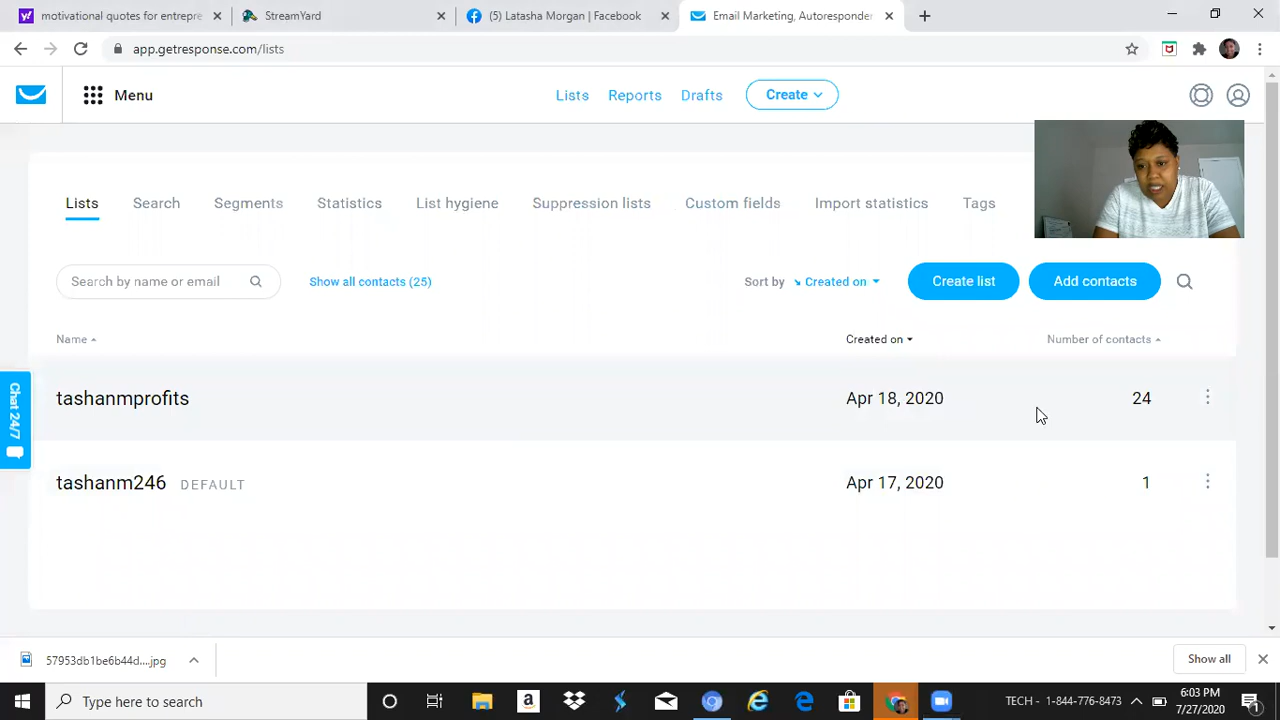 motivational quotes for entrepre
StreamYard
(5) Latasha Morgan | Facebook
Email Marketing, Autoresponder
app.getresponse.com/lists
Menu
Lists
Reports
Drafts
Create
Lists
Search
Segments
Statistics
List hygiene
Suppression lists
Custom fields
Import statistics
Tags
Search by name or email
Show all contacts (25)
Sort by
Created on
Create list
Add contacts
Name
Created on
Number of contacts
tashanmprofits
Apr 18, 2020
24
Chat 24/7
tashanm246 DEFAULT
Apr 17, 2020
1
57953db1be6b44d....jpg
Show all
Type here to search
TECH - 1-844-776-8473
6:03 PM
7/27/2020
1